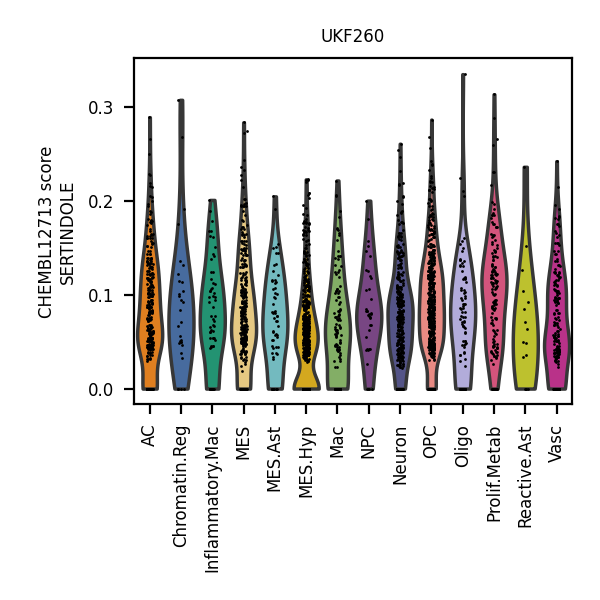 UKF260
CHEMBL12713 score
SERTINDOLE
0.3
0.2
0.1
0.0
AC
Chromatin.Reg
Inflammatory.Mac
MES
MES.Ast
MES.Hyp
Mac
NPC
Neuron
OPC
Oligo
Prolif.Metab
Reactive.Ast
Vasc